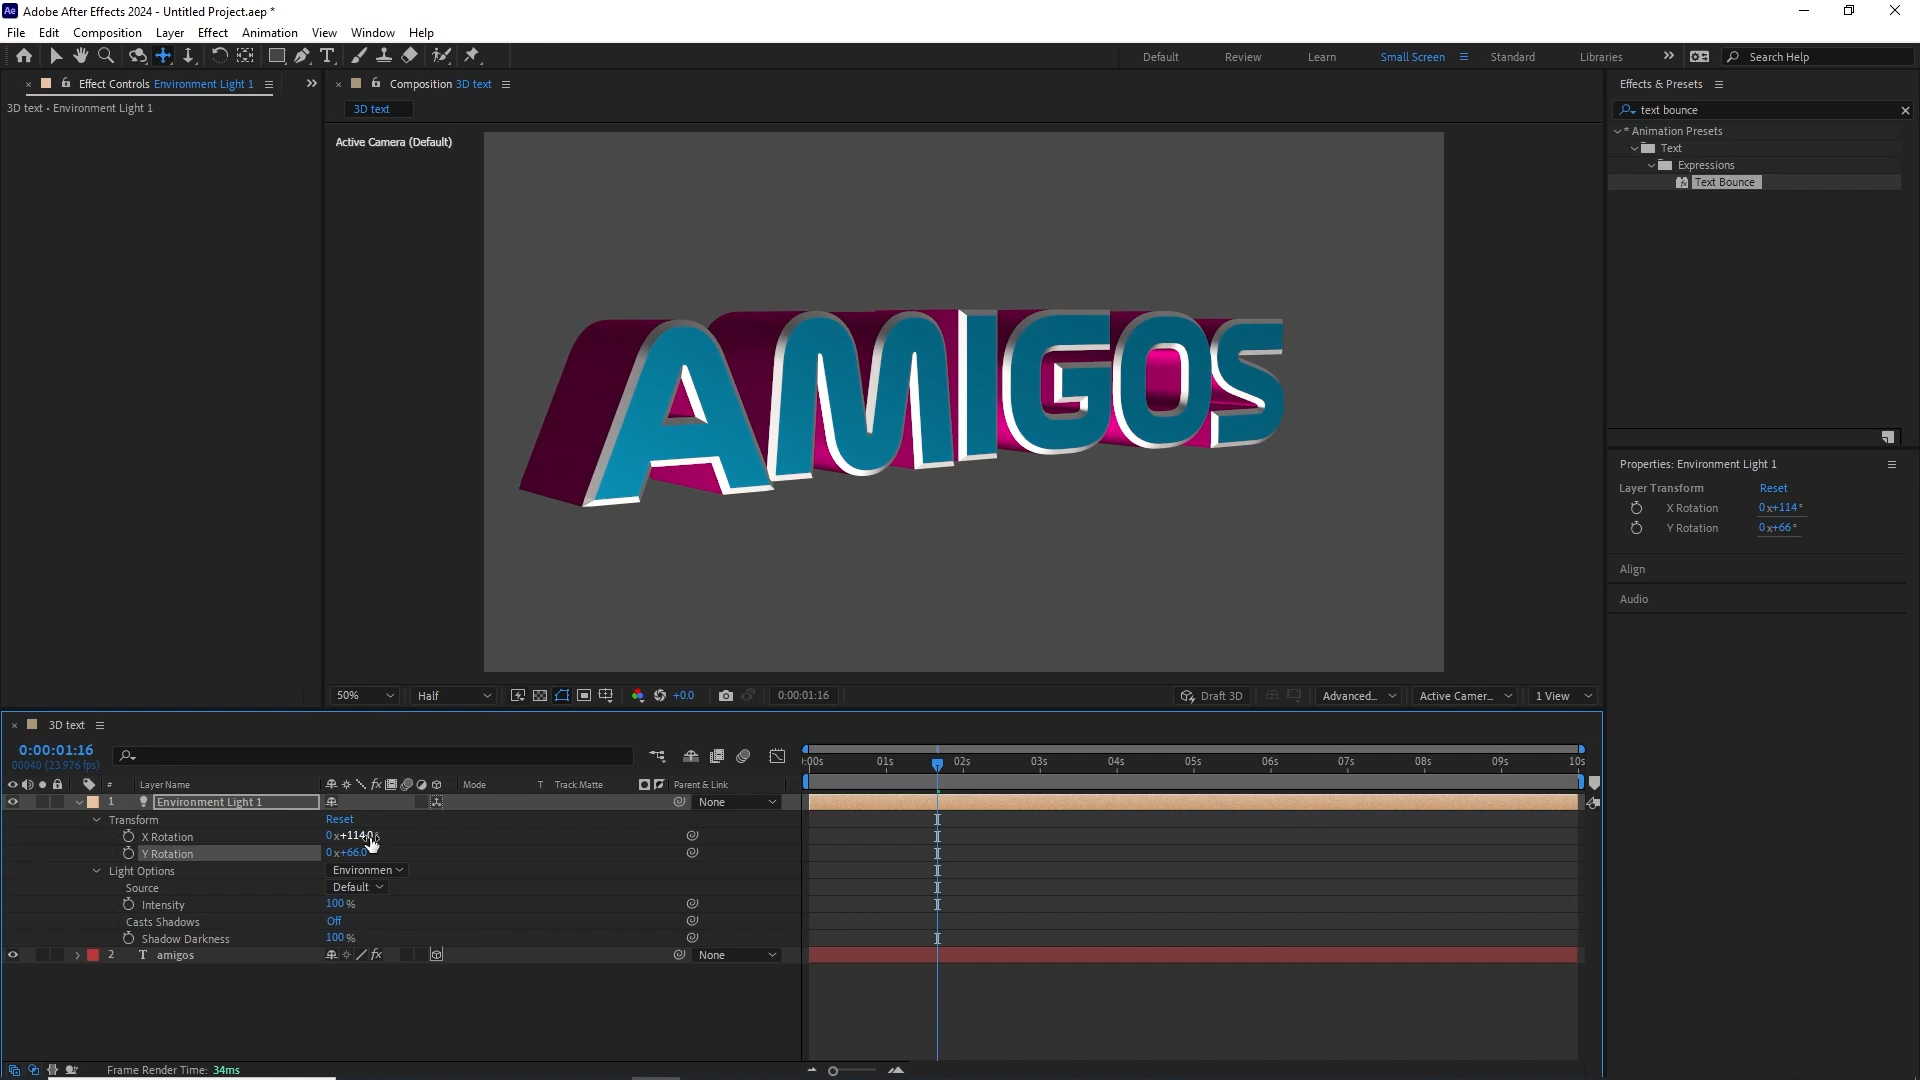 Ae Adobe After Effects 2024 - Untitled Project.aep *
File Edit Composition Layer Effect Animation View Window Help
Default Review Learn Small Screen Standard Libraries Search Help
Effect Controls Environment Light 1
3D text • Environment Light 1
Composition 3D text
3D text
Active Camera (Default)
AMIGOS
50% Half +0.0 0:00:01:16 Draft 3D Advanced... Active Camer... 1 View
Effects & Presets
text bounce
* Animation Presets
Text
Expressions
Text Bounce
Properties: Environment Light 1
Layer Transform Reset
X Rotation 0x+114°
Y Rotation 0x+66°
Align
Audio
3D text
0:00:01:16
00040 (23.976 fps)
:00s 01s 02s 03s 04s 05s 06s 07s 08s 09s 10s
# Layer Name fx Mode T Track Matte Parent & Link
1 Environment Light 1 None
Transform Reset
X Rotation 0x+114.0°
Y Rotation 0x+66.0
Light Options Environmen
Source Default
Intensity 100%
Casts Shadows Off
Shadow Darkness 100%
2 T amigos fx None
Frame Render Time: 34ms